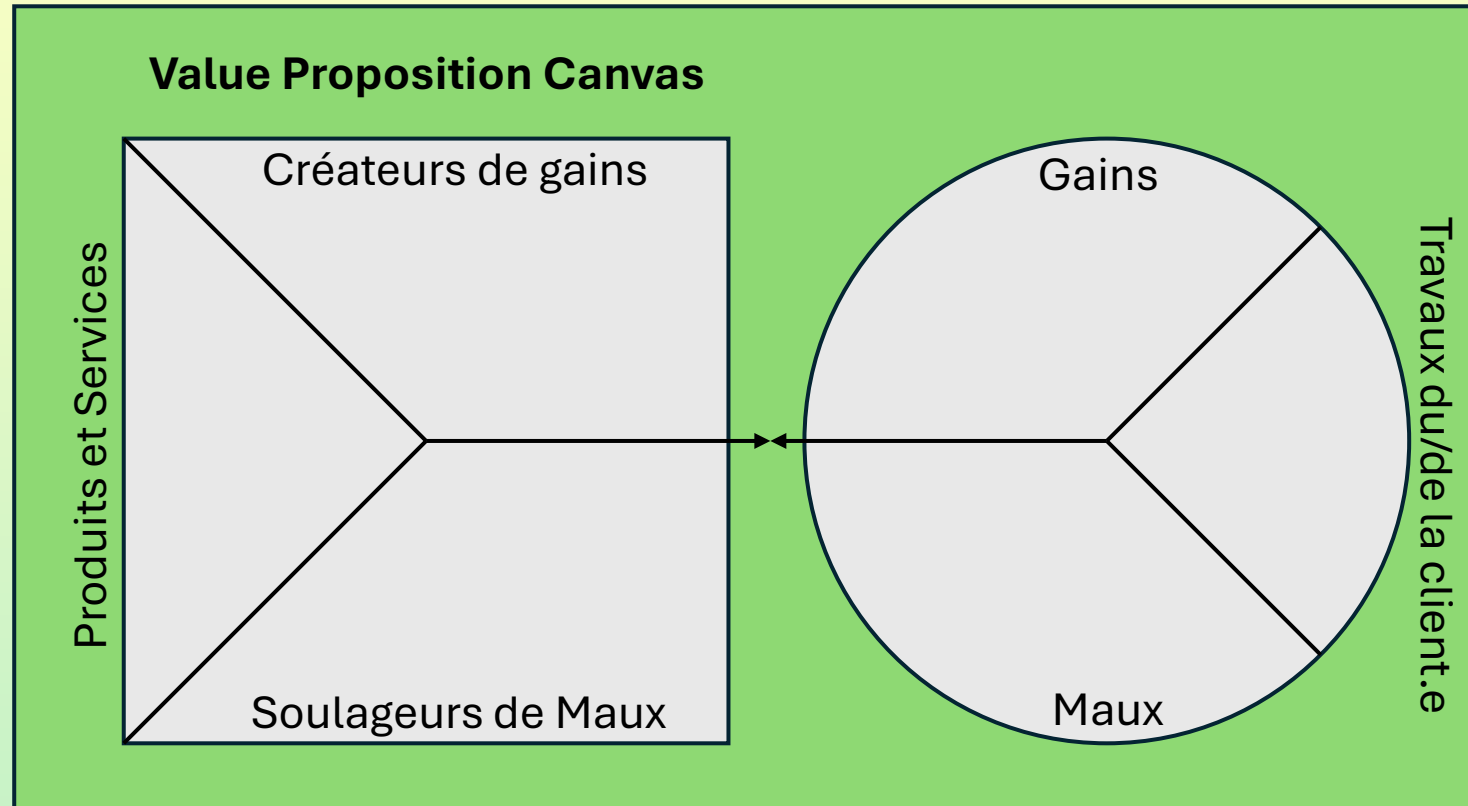 Value Proposition Canvas
Créateurs de gains
Gains
Produits et Services
Travaux du/de la client.e
Soulageurs de Maux
Maux